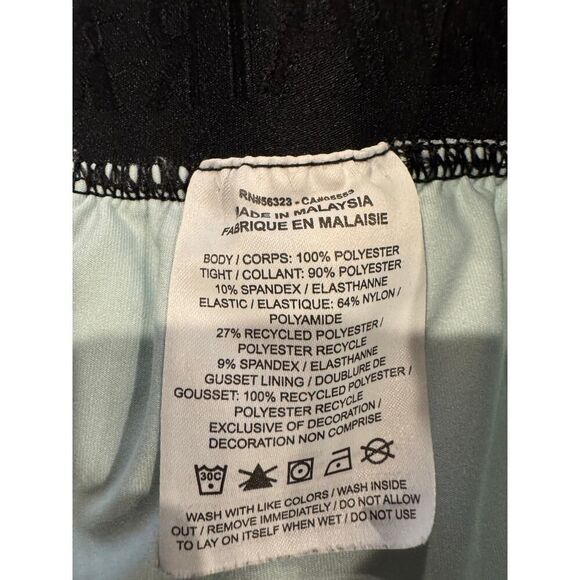 RN#56323 - CA#05553
MADE IN MALAYSIA
FABRIQUE EN MALAISIE
BODY / CORPS: 100% POLYESTER
TIGHT / COLLANT: 90% POLYESTER
10% SPANDEX / ELASTHANNE
ELASTIC / ELASTIQUE: 64% NYLON /
POLYAMIDE
27% RECYCLED POLYESTER /
POLYESTER RECYCLE
9% SPANDEX / ELASTHANNE
GUSSET LINING / DOUBLURE DE
GOUSSET: 100% RECYCLED POLYESTER /
POLYESTER RECYCLE
EXCLUSIVE OF DECORATION /
DECORATION NON COMPRISE
30C
WASH WITH LIKE COLORS / WASH INSIDE
OUT / REMOVE IMMEDIATELY / DO NOT ALLOW
TO LAY ON ITSELF WHEN WET / DO NOT USE